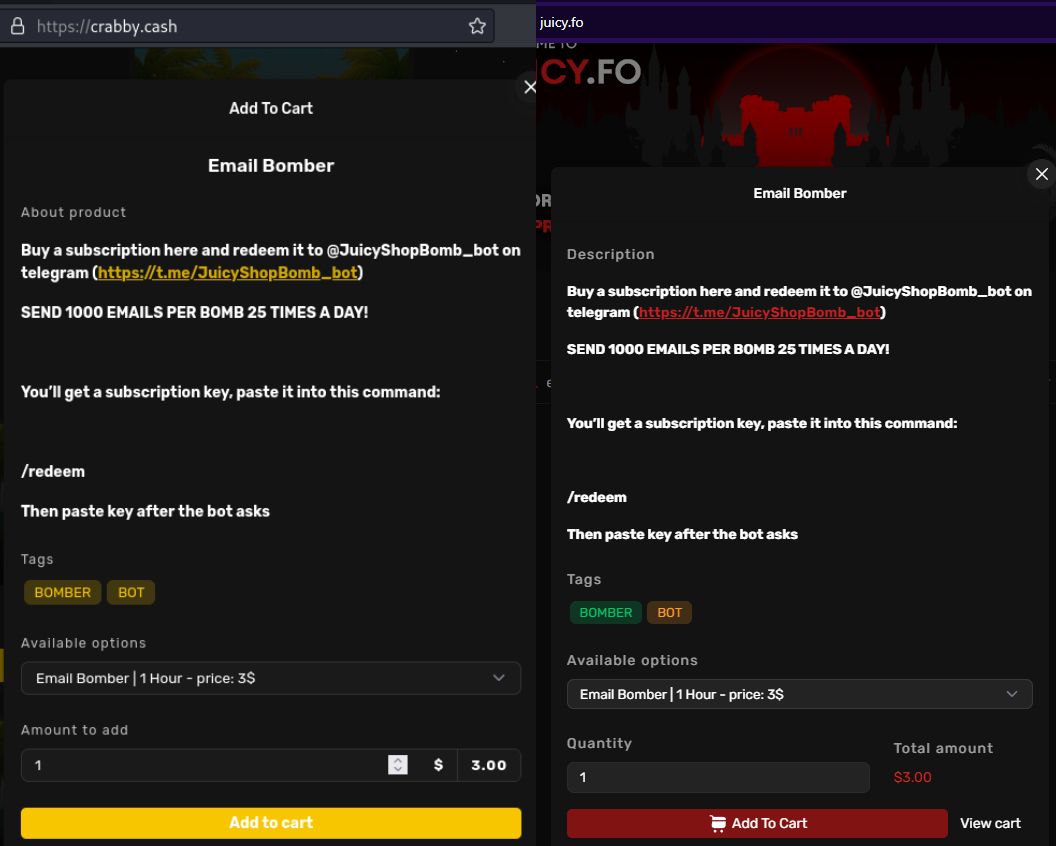 https://crabby.cash
Add To Cart
Email Bomber
About product
Buy a subscription here and redeem it to @JuicyShopBomb_bot on
telegram (https://t.me/JuicyShopBomb_bot)
SEND 1000 EMAILS PER BOMB 25 TIMES A DAY!
You'll get a subscription key, paste it into this command:
/redeem
Then paste key after the bot asks
Tags
BOMBER BOT
Available options
Email Bomber | 1 Hour - price: 3$
Amount to add
1 $ 3.00
Add to cart
juicy.fo
ME TO
CY.FO
Email Bomber
Description
Buy a subscription here and redeem it to @JuicyShopBomb_bot on
telegram (https://t.me/JuicyShopBomb_bot)
SEND 1000 EMAILS PER BOMB 25 TIMES A DAY!
You'll get a subscription key, paste it into this command:
/redeem
Then paste key after the bot asks
Tags
BOMBER BOT
Available options
Email Bomber | 1 Hour - price: 3$
Quantity
Total amount
1
$3.00
Add To Cart
View cart